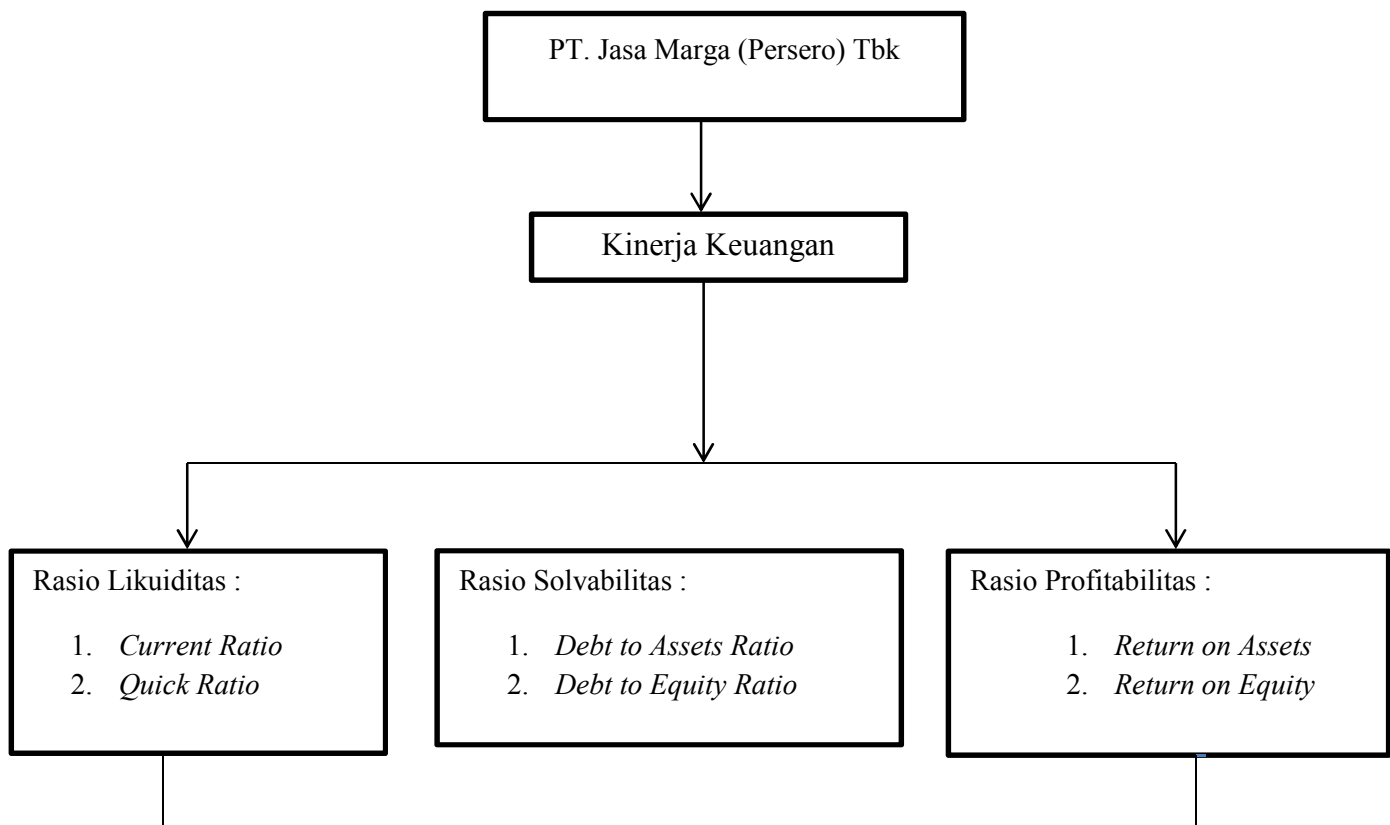 PT. Jasa Marga (Persero) Tbk
Kinerja Keuangan
Rasio Likuiditas :
1. Current Ratio
2. Quick Ratio
Rasio Solvabilitas :
1. Debt to Assets Ratio
2. Debt to Equity Ratio
Rasio Profitabilitas :
1. Return on Assets
2. Return on Equity